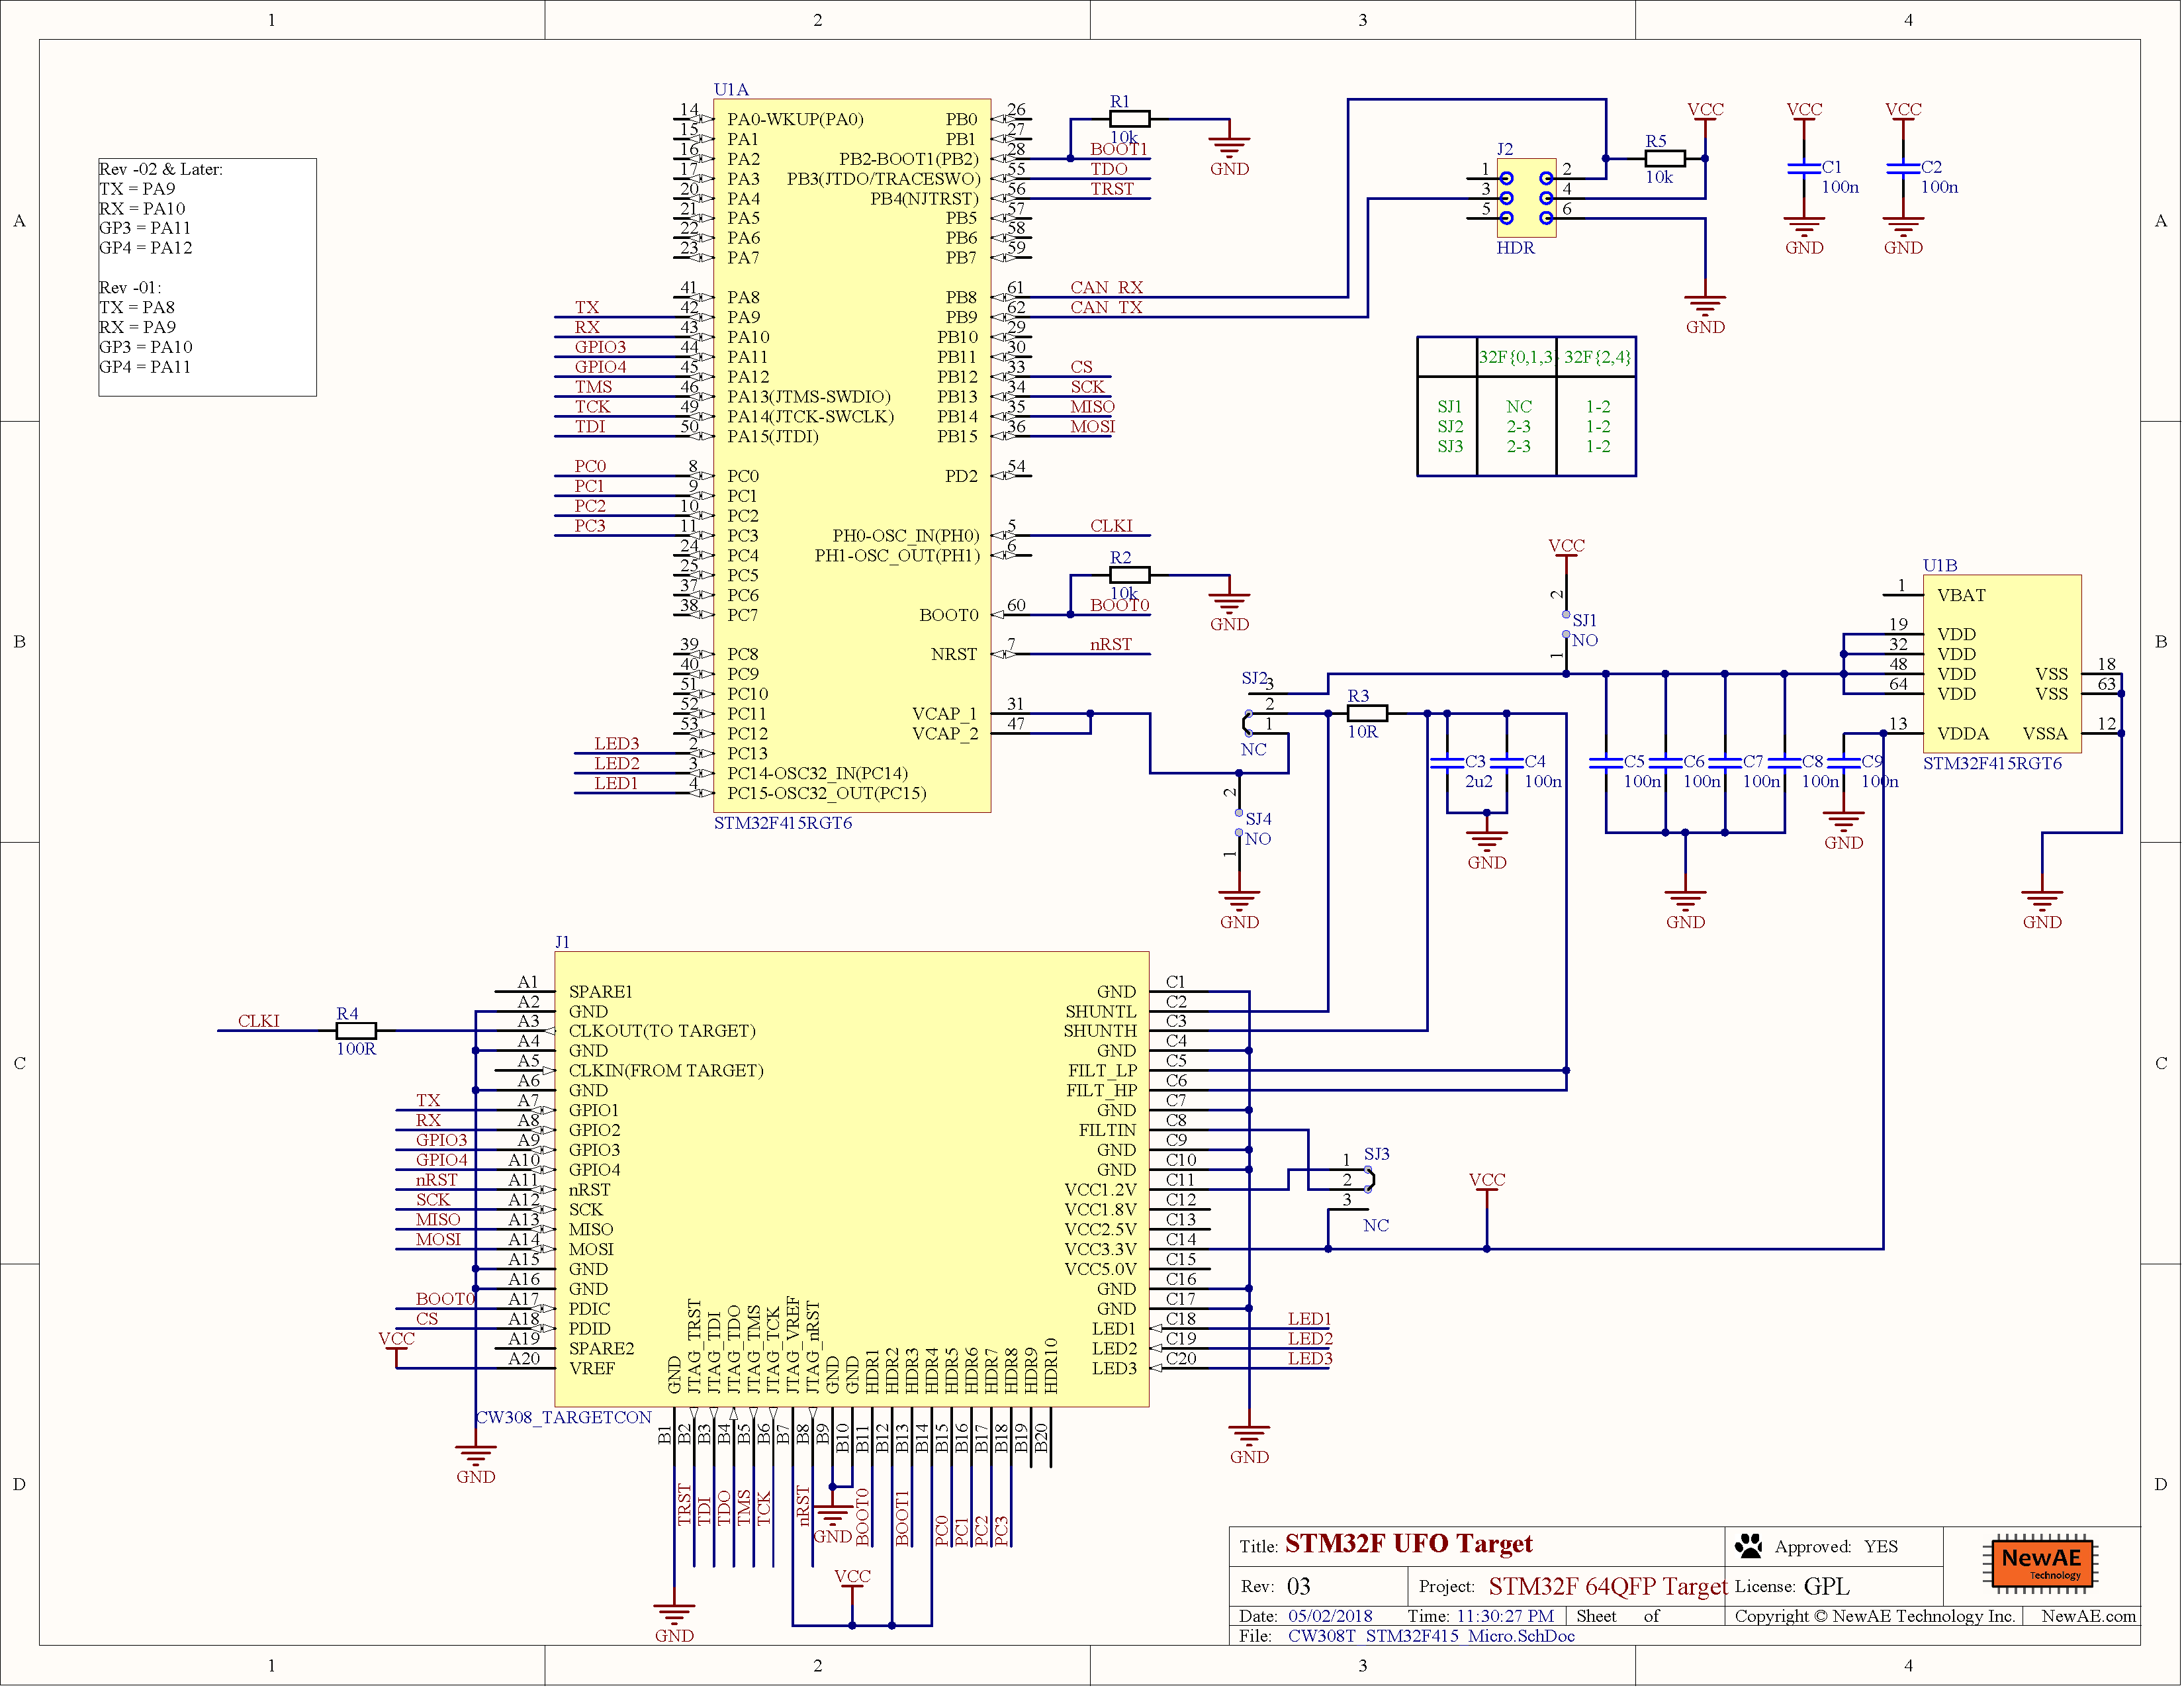 1
2
3
4
A
B
C
D
A
B
C
D
Rev -02 & Later:
TX = PA9
RX = PA10
GP3 = PA11
GP4 = PA12
Rev -01:
TX = PA8
RX = PA9
GP3 = PA10
GP4 = PA11
U1A
14 PA0-WKUP(PA0) PB0 26
15 PA1 PB1 27
16 PA2 PB2-BOOT1(PB2) 28 BOOT1
17 PA3 PB3(JTDO/TRACESWO) 55 TDO
20 PA4 PB4(NJTRST) 56 TRST
21 PA5 PB5 57
22 PA6 PB6 58
23 PA7 PB7 59
41 PA8 PB8 61 CAN_RX
TX 42 PA9 PB9 62 CAN_TX
RX 43 PA10 PB10 29
GPIO3 44 PA11 PB11 30
GPIO4 45 PA12 PB12 33 CS
TMS 46 PA13(JTMS-SWDIO) PB13 34 SCK
TCK 49 PA14(JTCK-SWCLK) PB14 35 MISO
TDI 50 PA15(JTDI) PB15 36 MOSI
PC0 8 PC0 PD2 54
PC1 9 PC1
PC2 10 PC2
PC3 11 PC3 PH0-OSC_IN(PH0) 5 CLKI
24 PC4 PH1-OSC_OUT(PH1) 6
25 PC5
37 PC6
38 PC7 BOOT0 60 BOOT0
39 PC8 NRST 7 nRST
40 PC9
51 PC10
52 PC11 VCAP_1 31
53 PC12 VCAP_2 47
LED3 2 PC13
LED2 3 PC14-OSC32_IN(PC14)
LED1 4 PC15-OSC32_OUT(PC15)
STM32F415RGT6
R1
10k
GND
R2
10k
GND
J2
1 2
3 4
5 6
HDR
R5
10k
VCC
GND
VCC
C1
100n
GND
VCC
C2
100n
GND
32F{0,1,3} 32F{2,4}
SJ1 NC 1-2
SJ2 2-3 1-2
SJ3 2-3 1-2
VCC
2
SJ1
NO
1
SJ2
3
2
1
NC
R3
10R
2
SJ4
NO
1
GND
C3
2u2
C4
100n
GND
C5
100n
C6
100n
C7
100n
C8
100n
GND
C9
100n
GND
U1B
1 VBAT
19 VDD
32 VDD
48 VDD VSS 18
64 VDD VSS 63
13 VDDA VSSA 12
STM32F415RGT6
GND
J1
CLKI
R4
100R
A1 SPARE1 GND C1
A2 GND SHUNTL C2
A3 CLKOUT(TO TARGET) SHUNTH C3
A4 GND GND C4
A5 CLKIN(FROM TARGET) FILT_LP C5
A6 GND FILT_HP C6
TX A7 GPIO1 GND C7
RX A8 GPIO2 FILTIN C8
GPIO3 A9 GPIO3 GND C9
GPIO4 A10 GPIO4 GND C10
nRST A11 nRST VCC1.2V C11
SCK A12 SCK VCC1.8V C12
MISO A13 MISO VCC2.5V C13
MOSI A14 MOSI VCC3.3V C14
A15 GND VCC5.0V C15
A16 GND GND C16
BOOT0 A17 PDIC GND C17
CS A18 PDID LED1 C18 LED1
A19 SPARE2 LED2 C19 LED2
VCC A20 VREF LED3 C20 LED3
CW308_TARGETCON
GND
GND
SJ3
1
2
3
NC
VCC
GND B1
JTAG_TRST B2 TRST
JTAG_TDI B3 TDI
JTAG_TDO B4 TDO
JTAG_TMS B5 TMS
JTAG_TCK B6 TCK
JTAG_VREF B7
JTAG_nRST B8 nRST
GND B9
GND B10
HDR1 B11 BOOT0
HDR2 B12
HDR3 B13 BOOT1
HDR4 B14
HDR5 B15 PC0
HDR6 B16 PC1
HDR7 B17 PC2
HDR8 B18 PC3
HDR9 B19
HDR10 B20
GND
VCC
GND
Title: STM32F UFO Target
Approved: YES
Rev: 03
Project: STM32F 64QFP Target
License: GPL
Date: 05/02/2018
Time: 11:30:27 PM
Sheet of
Copyright © NewAE Technology Inc.
NewAE.com
File: CW308T_STM32F415_Micro.SchDoc
NewAE
Technology
1
2
3
4